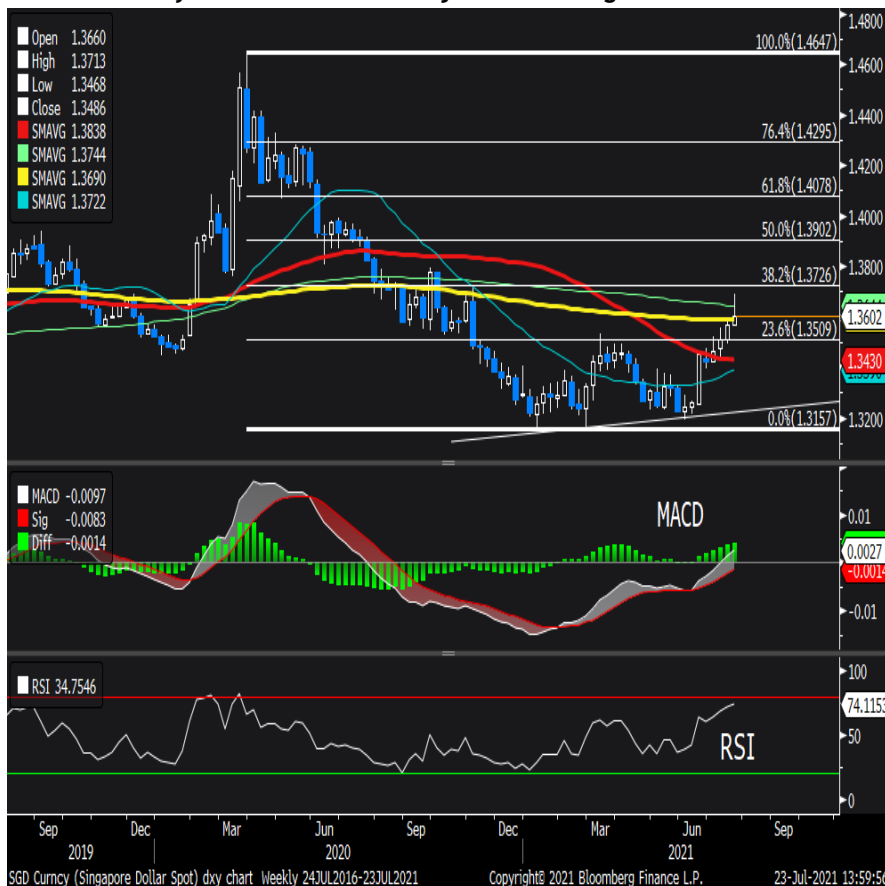 Open 1.3660
High 1.3713
Low 1.3468
Close 1.3486
SMAVG 1.3838
SMAVG 1.3744
SMAVG 1.3690
SMAVG 1.3722
100.0%(1.4647)
76.4%(1.4295)
61.8%(1.4078)
50.0%(1.3902)
38.2%(1.3726)
23.6%(1.3509)
0.0%(1.3157)
1.4800
1.4600
1.4400
1.4200
1.4000
1.3800
1.3602
1.3430
1.3200
MACD -0.0097
Sig -0.0083
Diff -0.0014
MACD
0.01
0.0027
-0.0014
-0.01
RSI 34.7546
RSI
100
74.1153
50
0
Sep Dec Mar Jun Sep Dec Mar Jun Sep
2019 2020 2021
SGD Curncy (Singapore Dollar Spot) dxy chart Weekly 24JUL2016-23JUL2021 Copyright© 2021 Bloomberg Finance L.P. 23-Jul-2021 13:59:56